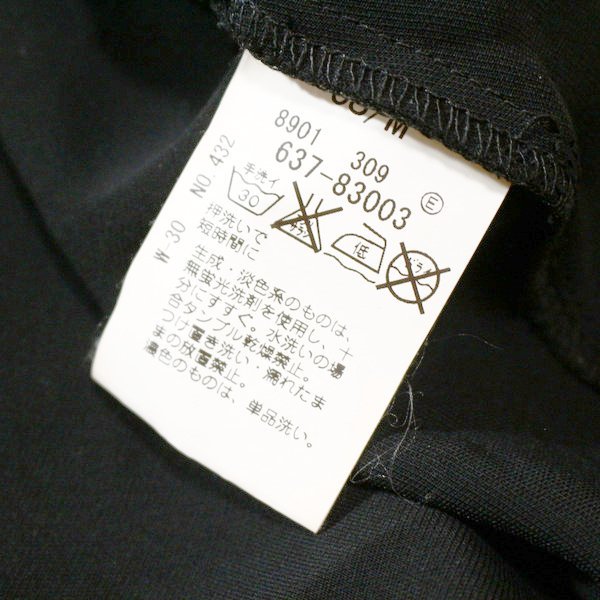 8901 309
637-83003 E
手洗イ
30
エンソサラシ
低
ドライ
押洗いで
短時間に
生成・淡色系のものは、
無蛍光洗剤を使用し、十
分にすすぐ。水洗いの場
合タンブル乾燥禁止。
つけ置き洗い・濡れたま
まの放置禁止。
濃色のものは、単品洗い。
W-30 NO.432